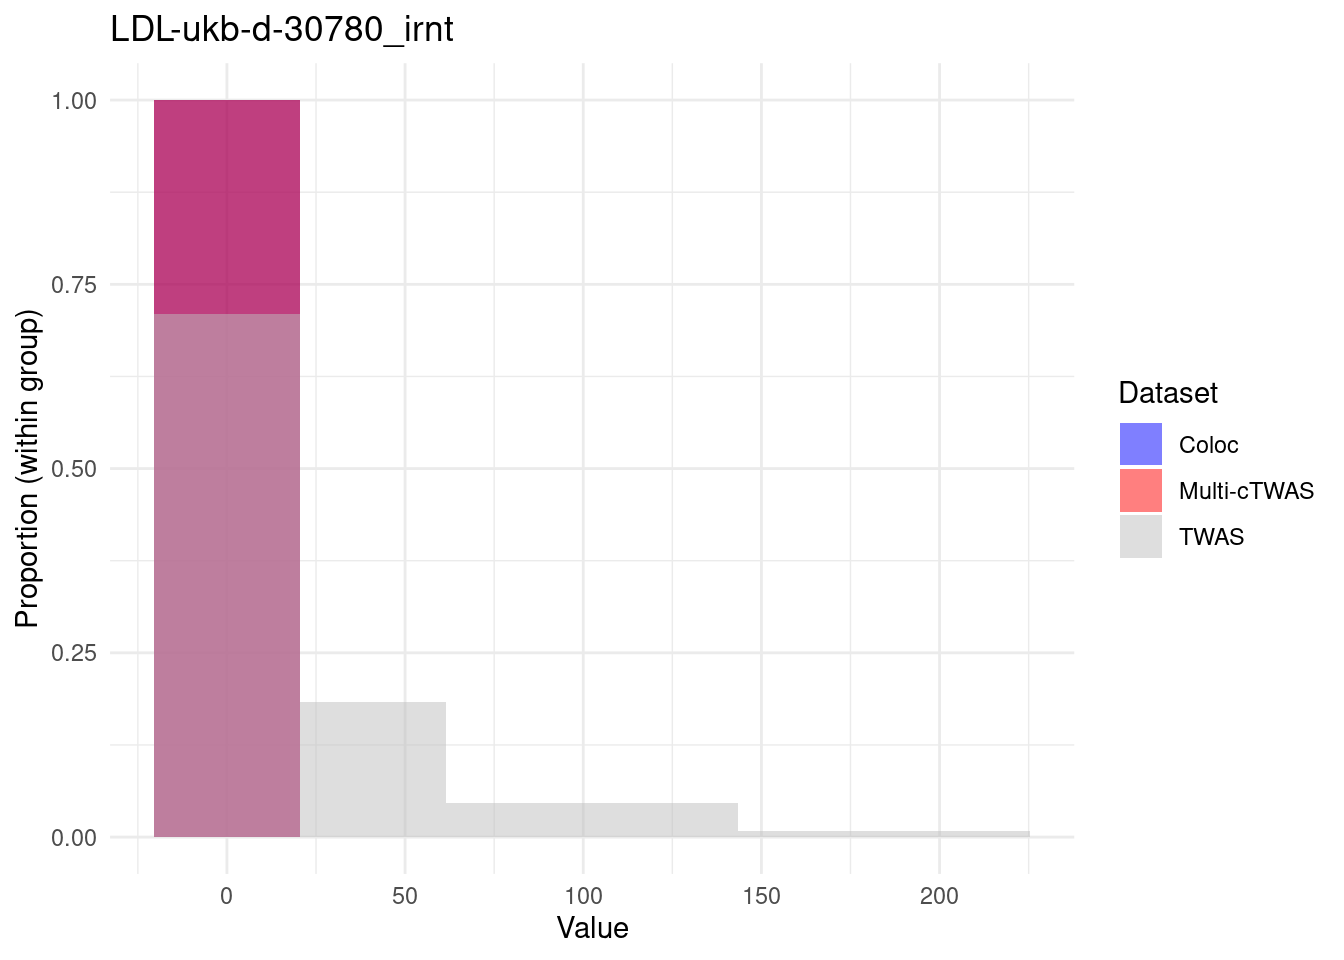 LDL-ukb-d-30780_irnt
1.00
0.75
0.50
0.25
0.00
Proportion (within group)
0 50 100 150 200
Value
Dataset
Coloc
Multi-cTWAS
TWAS